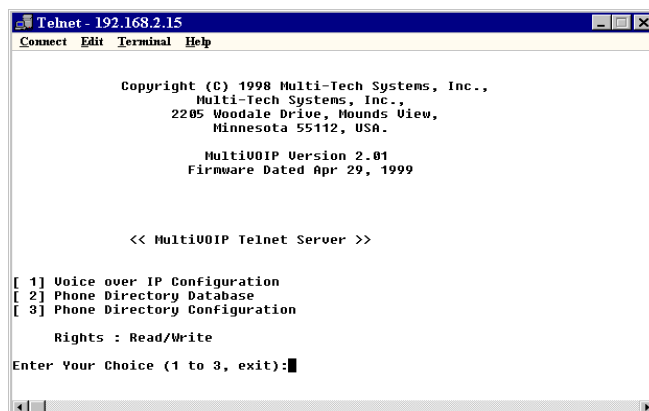 Telnet - 192.168.2.15
Connect Edit Terminal Help
Copyright (C) 1998 Multi-Tech Systems, Inc.,
Multi-Tech Systems, Inc.,
2205 Woodale Drive, Mounds View,
Minnesota 55112, USA.
MultiVOIP Version 2.01
Firmware Dated Apr 29, 1999
<< MultiVOIP Telnet Server >>
[ 1] Voice over IP Configuration
[ 2] Phone Directory Database
[ 3] Phone Directory Configuration
Rights : Read/Write
Enter Your Choice (1 to 3, exit):